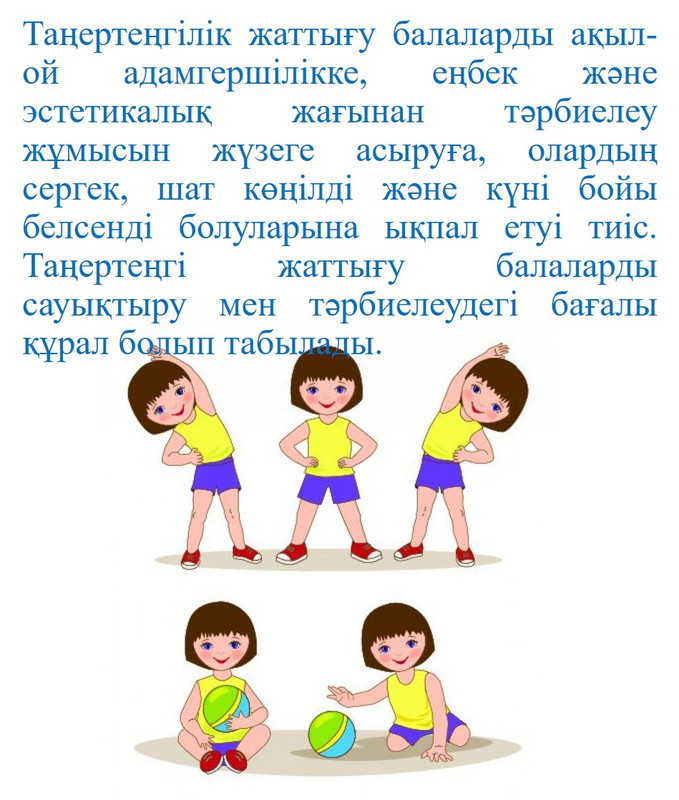 Таңертеңгілік жаттығу балаларды ақыл-
ой адамгершілікке, еңбек және
эстетикалық жағынан тәрбиелеу
жұмысын жүзеге асыруға, олардың
сергек, шат көңілді және күні бойы
белсенді болуларына ықпал етуі тиіс.
Таңертеңгі жаттығу балаларды
сауықтыру мен тәрбиелеудегі бағалы
құрал болып табылады.